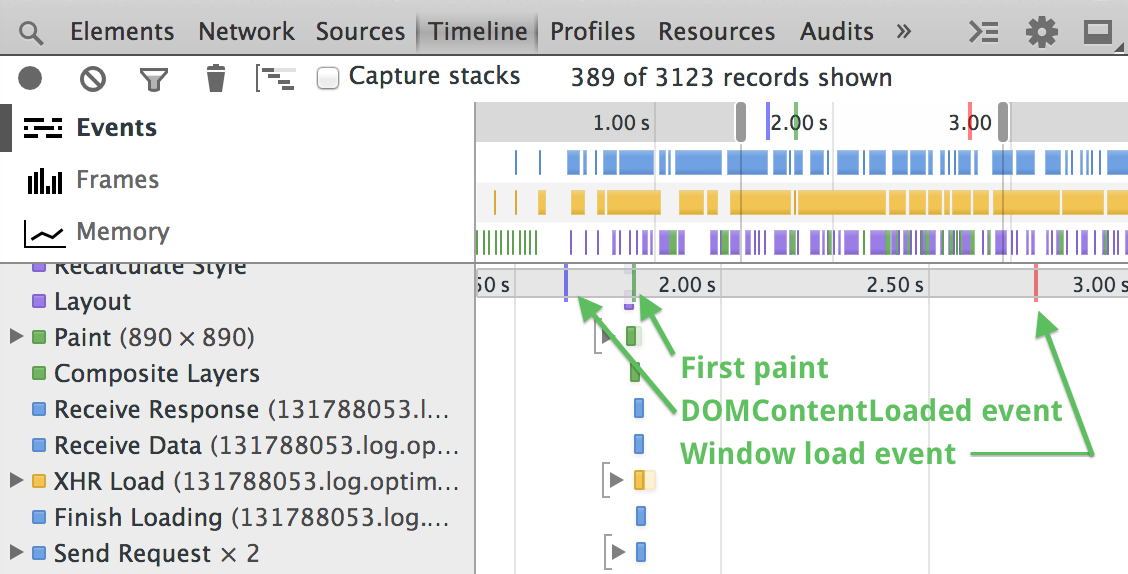 Elements Network Sources Timeline Profiles Resources Audits »
Capture stacks 389 of 3123 records shown
Events
Frames
Memory
1.00 s 2.00 s 3.00
Recalculate Style
50 s 2.00 s 2.50 s 3.00 s
Layout
Paint (890 × 890)
Composite Layers
Receive Response (131788053.l...
Receive Data (131788053.log.op...
XHR Load (131788053.log.optim...
Finish Loading (131788053.log....
Send Request × 2
First paint
DOMContentLoaded event
Window load event